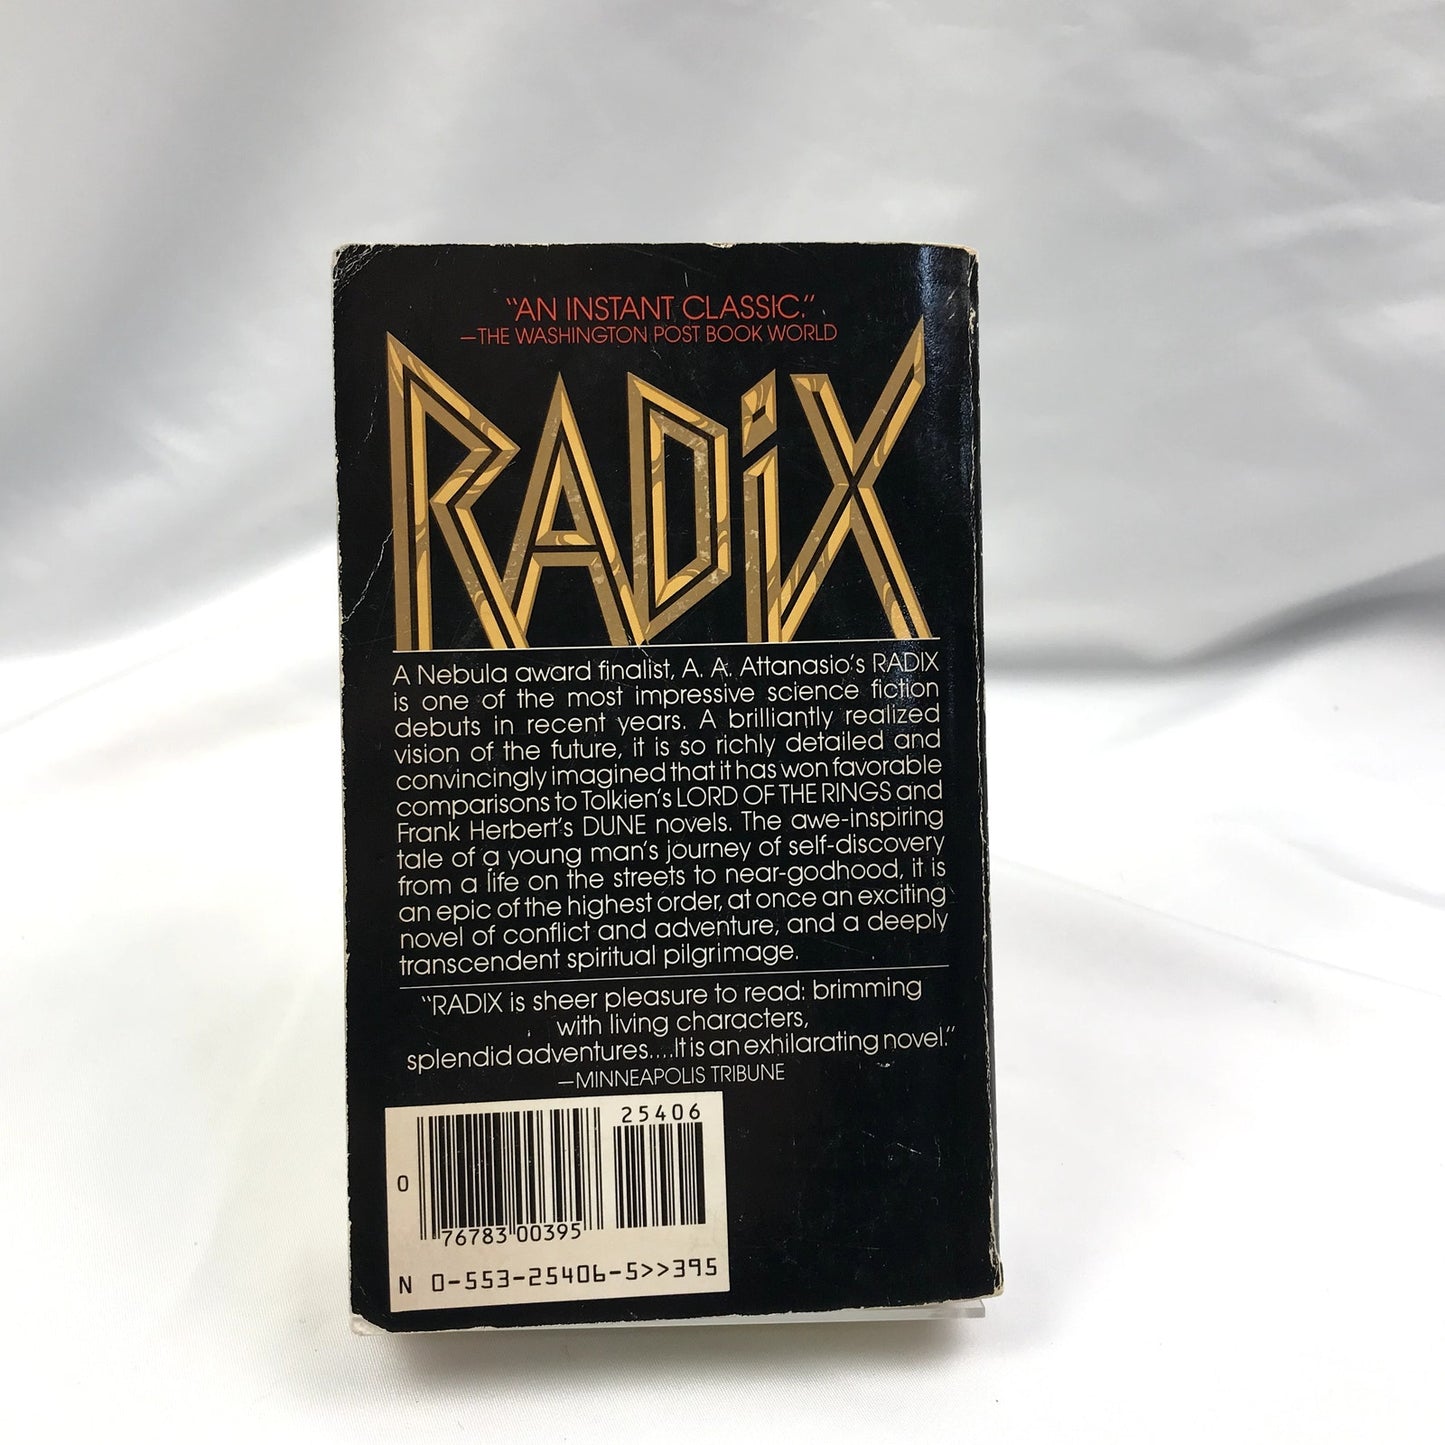 "AN INSTANT CLASSIC."
—THE WASHINGTON POST BOOK WORLD
RADiX
A Nebula award finalist, A. A. Attanasio's RADIX
is one of the most impressive science fiction
debuts in recent years. A brilliantly realized
vision of the future, it is so richly detailed and
convincingly imagined that it has won favorable
comparisons to Tolkien's LORD OF THE RINGS and
Frank Herbert's DUNE novels. The awe-inspiring
tale of a young man's journey of self-discovery
from a life on the streets to near-godhood, it is
an epic of the highest order, at once an exciting
novel of conflict and adventure, and a deeply
transcendent spiritual pilgrimage.
"RADIX is sheer pleasure to read: brimming
with living characters,
splendid adventures....It is an exhilarating novel."
—MINNEAPOLIS TRIBUNE
25406
0
76783 00395
N 0-553-25406-5>>395